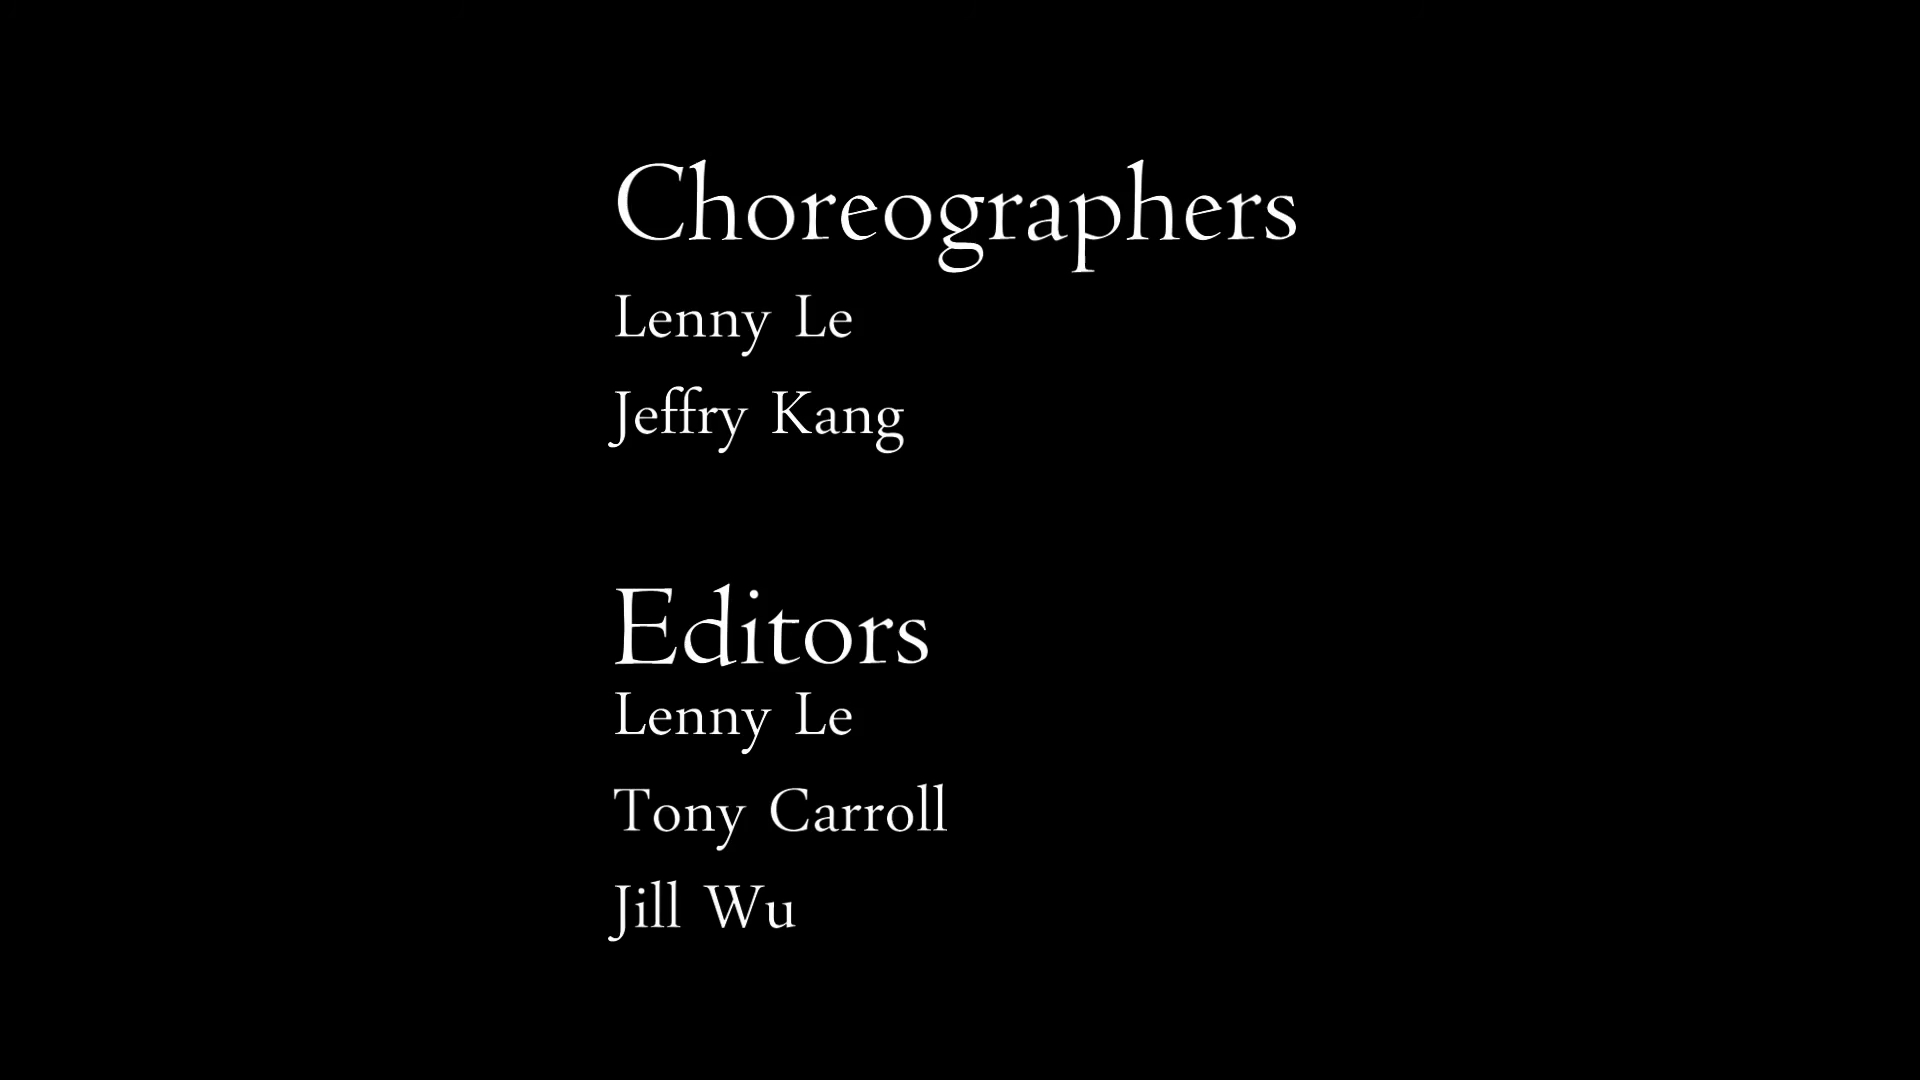 Choreographers
Lenny Le
Jeffry Kang
Editors
Lenny Le
Tony Carroll
Jill Wu